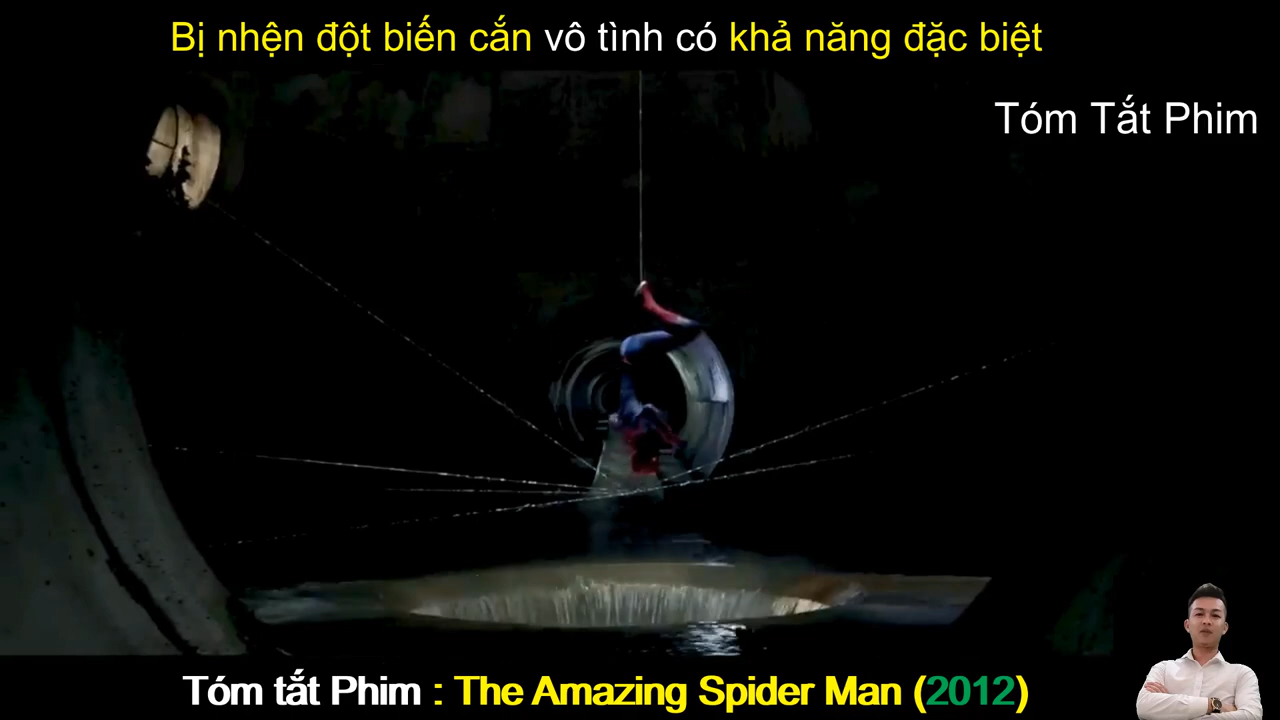 Bị nhện đột biến cắn vô tình có khả năng đặc biệt
Tóm Tắt Phim
Tóm tắt Phim : The Amazing Spider Man (2012)